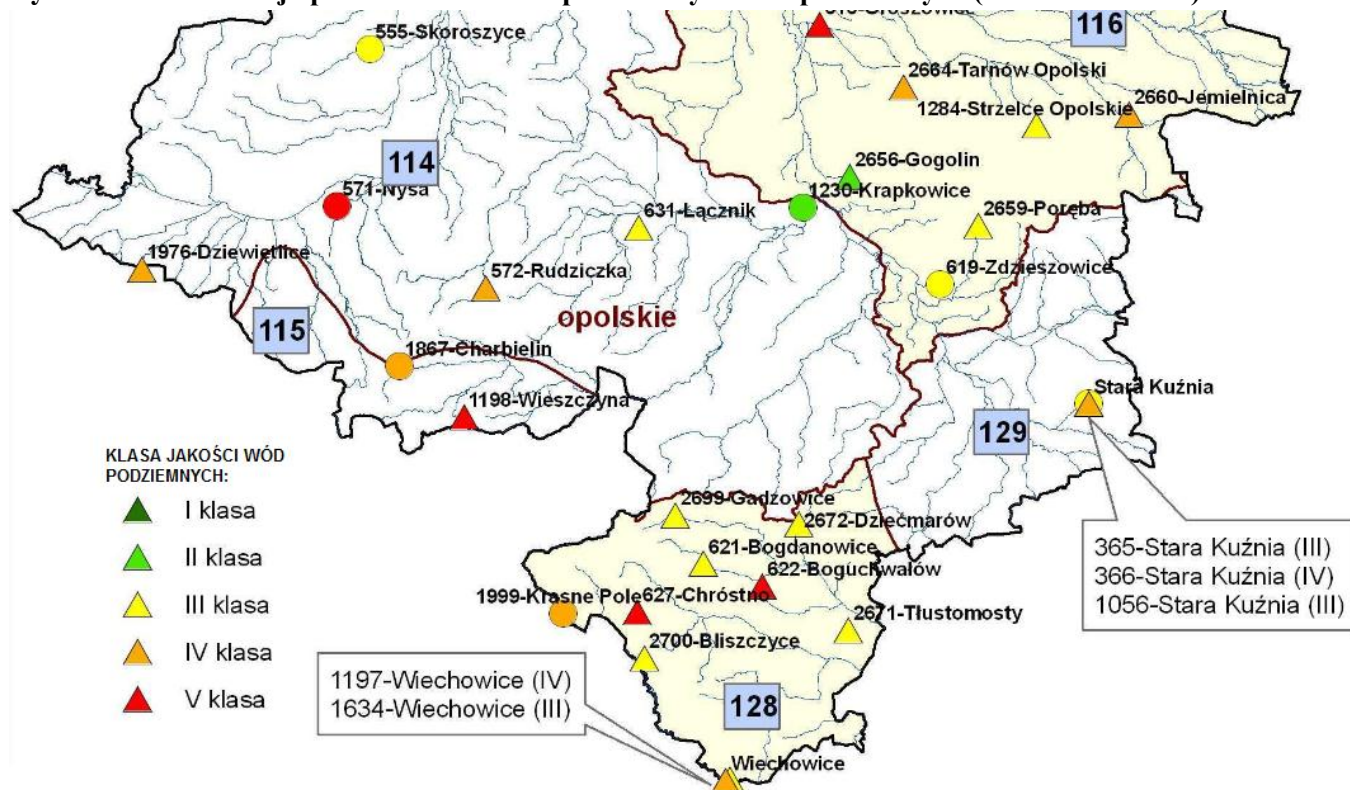 116
555-Skoroszyce
2664-Tarnów Opolski
2660-Jemielnica
1284-Strzelce Opolskie
114
2656-Gogolin
571-Nysa
1230-Krapkowice
631-Łącznik
2659-Poręba
1976-Dziewiętlice
572-Rudziczka
619-Zdzieszowice
opolskie
115
1867-Charbielin
Stara Kuźnia
1198-Wieszczyna
129
KLASA JAKOŚCI WÓD
PODZIEMNYCH:
I klasa
II klasa
III klasa
IV klasa
V klasa
2699-Gadzowice
2672-Dziećmarów
621-Bogdanowice
622-Boguchwałów
1999-Krasne Pole
627-Chróstno
2671-Tłustomosty
2700-Bliszczyce
365-Stara Kuźnia (III)
366-Stara Kuźnia (IV)
1056-Stara Kuźnia (III)
1197-Wiechowice (IV)
1634-Wiechowice (III)
128
Wiechowice